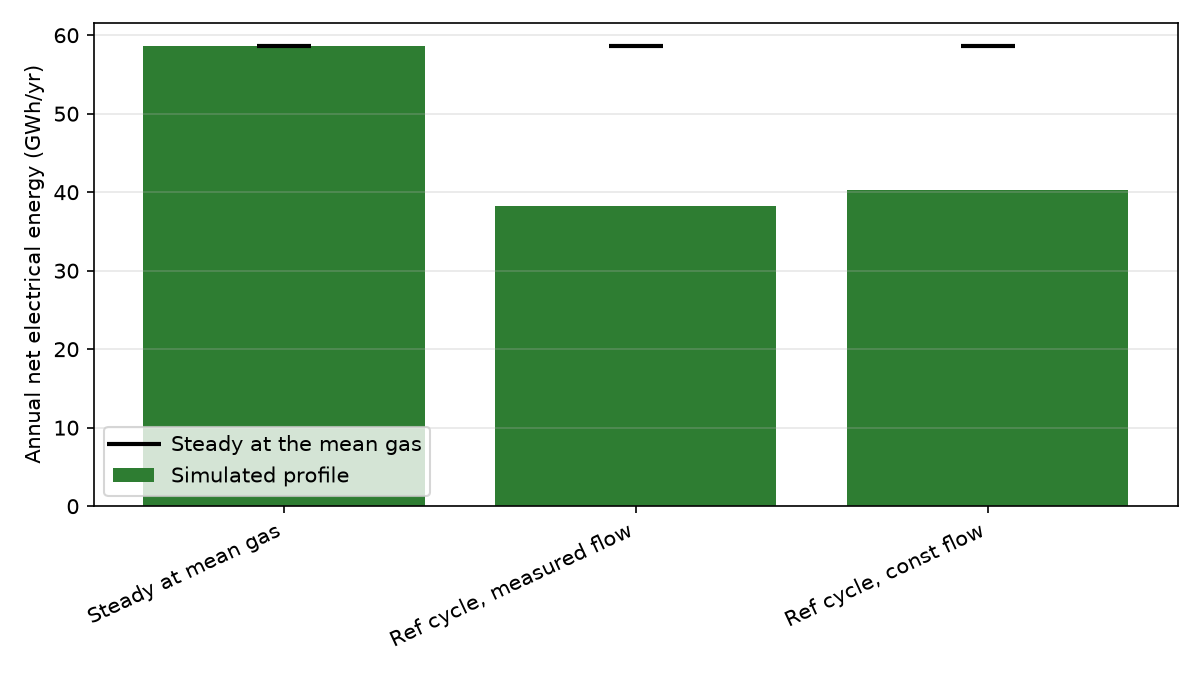 Annual net electrical energy (GWh/yr)
60
50
40
30
20
10
0
Steady at the mean gas
Simulated profile
Steady at mean gas
Ref cycle, measured flow
Ref cycle, const flow